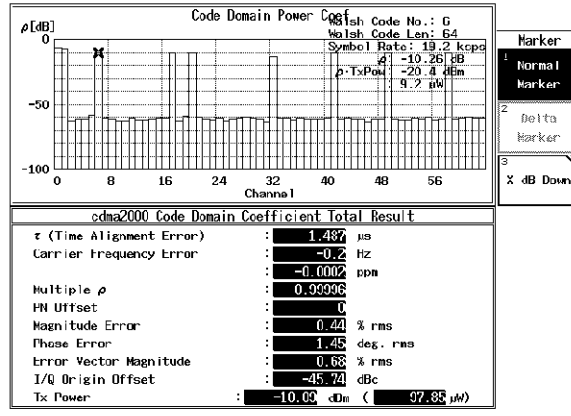 Code Domain Power Coef
ρ[dB]
Walsh Code No.: 6
Walsh Code Len: 64
Symbol Rate: 19.2 kcps
ρ: -10.26 dB
ρ·TxPow: -20.4 dBm
: 9.2 µW
0
-50
-100
0 8 16 24 32 40 48 56
Channel
Marker
1
Normal
Marker
2
Delta
Marker
3
X dB Down
cdma2000 Code Domain Coefficient Total Result
τ (Time Alignment Error) : 1.487 µs
Carrier Frequency Error : -0.2 Hz
: -0.0002 ppm
Multiple ρ : 0.99996
PN Offset : 0
Magnitude Error : 0.44 % rms
Phase Error : 1.45 deg. rms
Error Vector Magnitude : 0.68 % rms
I/Q Origin Offset : -45.74 dBc
Tx Power : -10.09 dBm ( 97.85 µW)